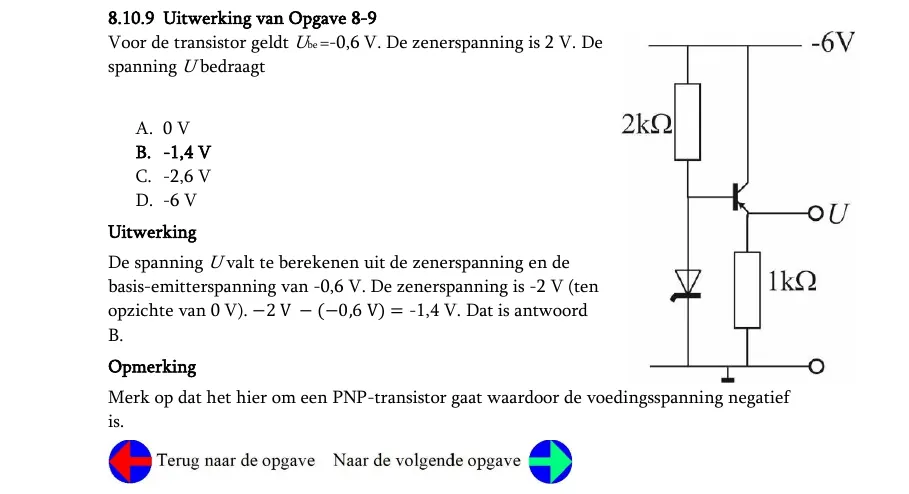 8.10.9 Uitwerking van Opgave 8-9
Voor de transistor geldt Ube=-0,6 V. De zenerspanning is 2 V. De
spanning U bedraagt
A. 0 V
B. -1,4 V
C. -2,6 V
D. -6 V
Uitwerking
De spanning U valt te berekenen uit de zenerspanning en de
basis-emitterspanning van -0,6 V. De zenerspanning is -2 V (ten
opzichte van 0 V). −2 V − (−0,6 V) = -1,4 V. Dat is antwoord
B.
-6V
2kΩ
U
1kΩ
Opmerking
Merk op dat het hier om een PNP-transistor gaat waardoor de voedingsspanning negatief
is.
Terug naar de opgave Naar de volgende opgave